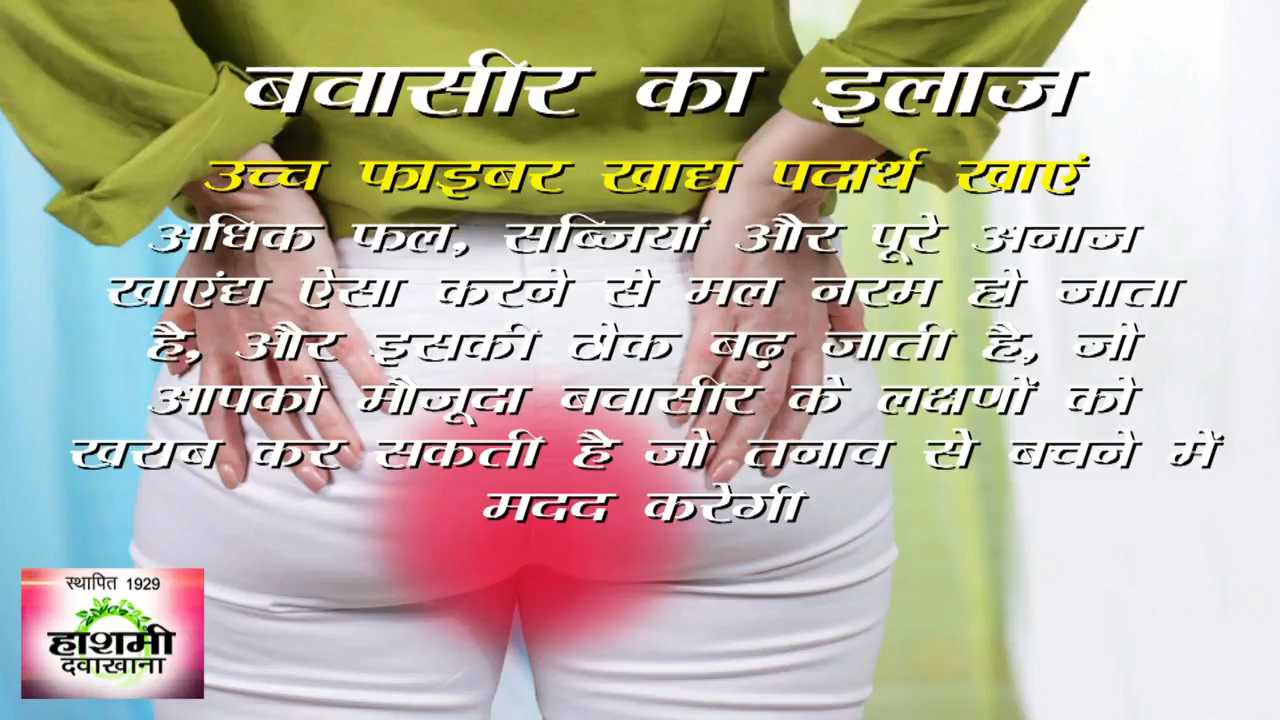 बवासीर का इलाज
उच्च फाइबर खाद्य पदार्थ खाएं
अधिक फल, सब्जियां और पूरे अनाज
खाएंद्य ऐसा करने से मल नरम हो जाता
है, और इसकी थोक बढ़ जाती है, जो
आपको मौजूदा बवासीर के लक्षणों को
खराब कर सकती है जो तनाव से बचने में
मदद करेगी
स्थापित 1929
हाशमी
दवाखाना